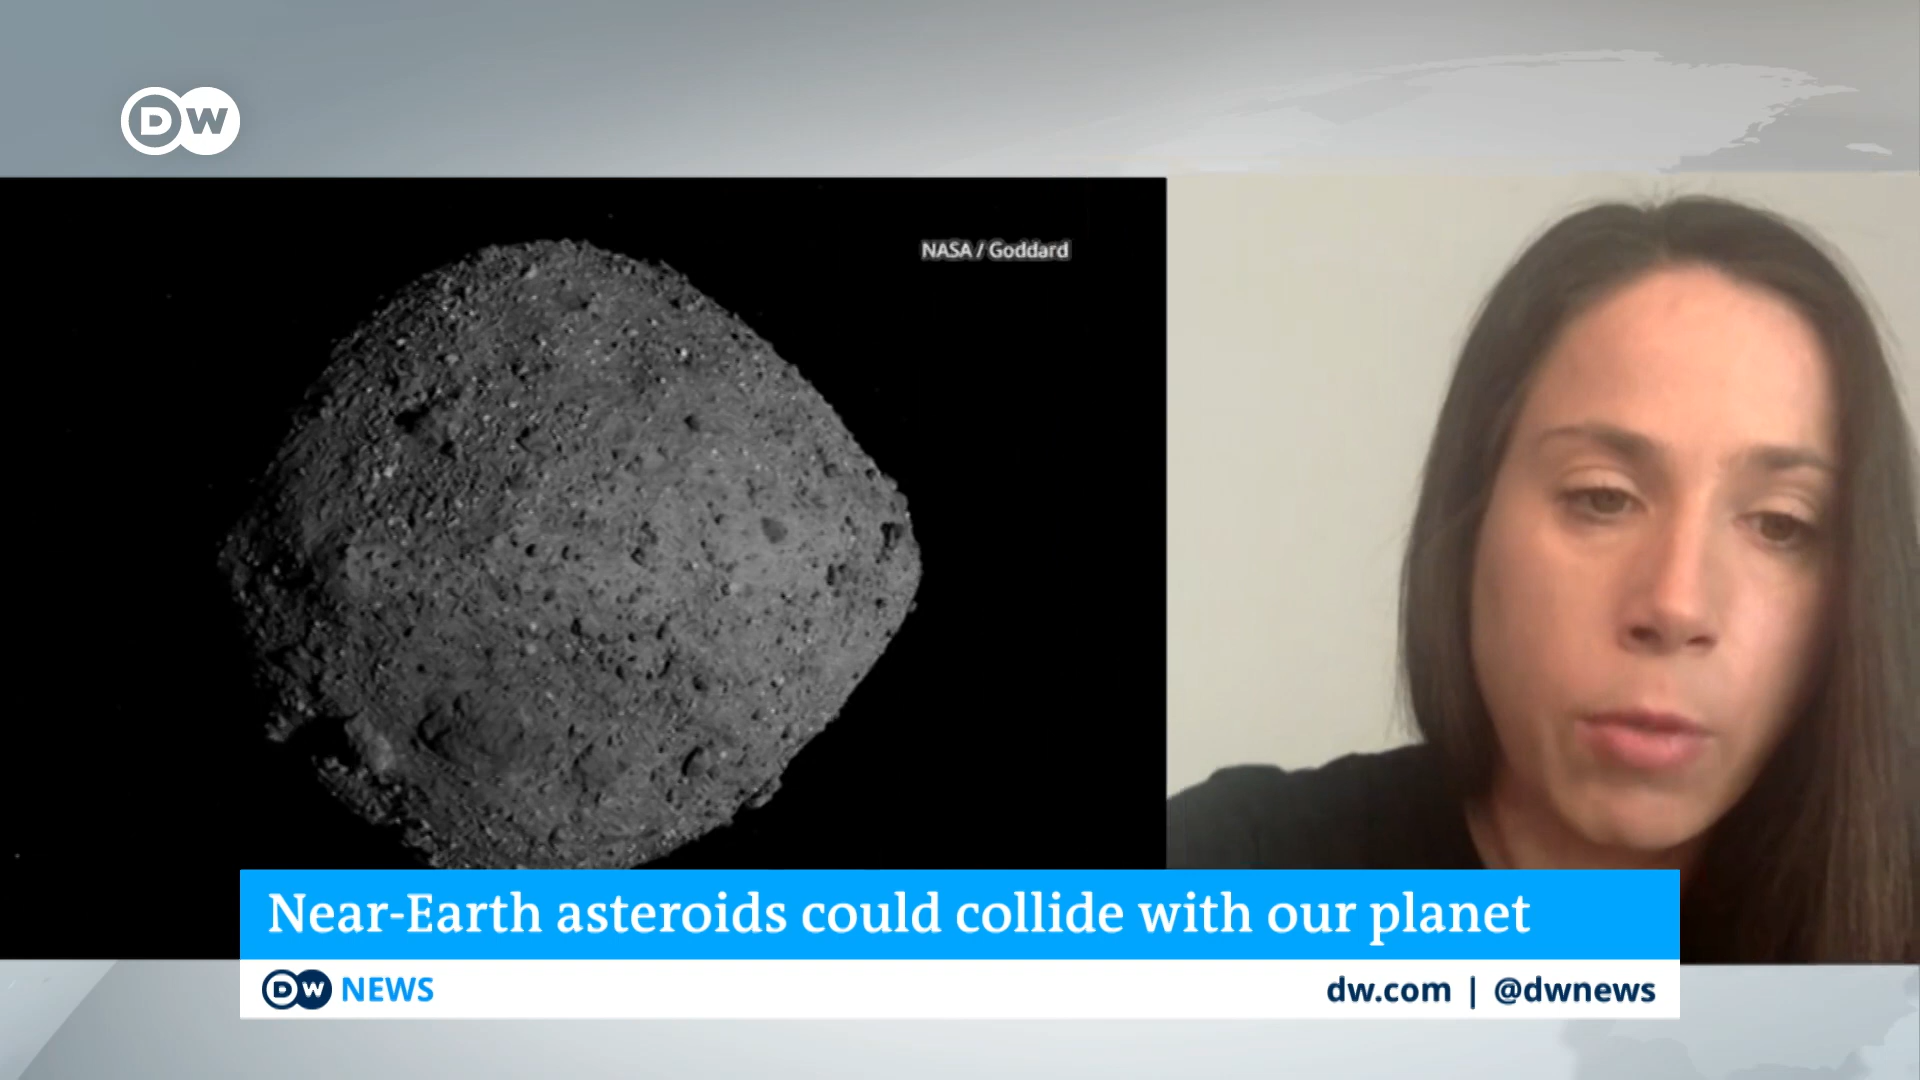 DW
NASA / Goddard
Near-Earth asteroids could collide with our planet
DW NEWS
dw.com | @dwnews